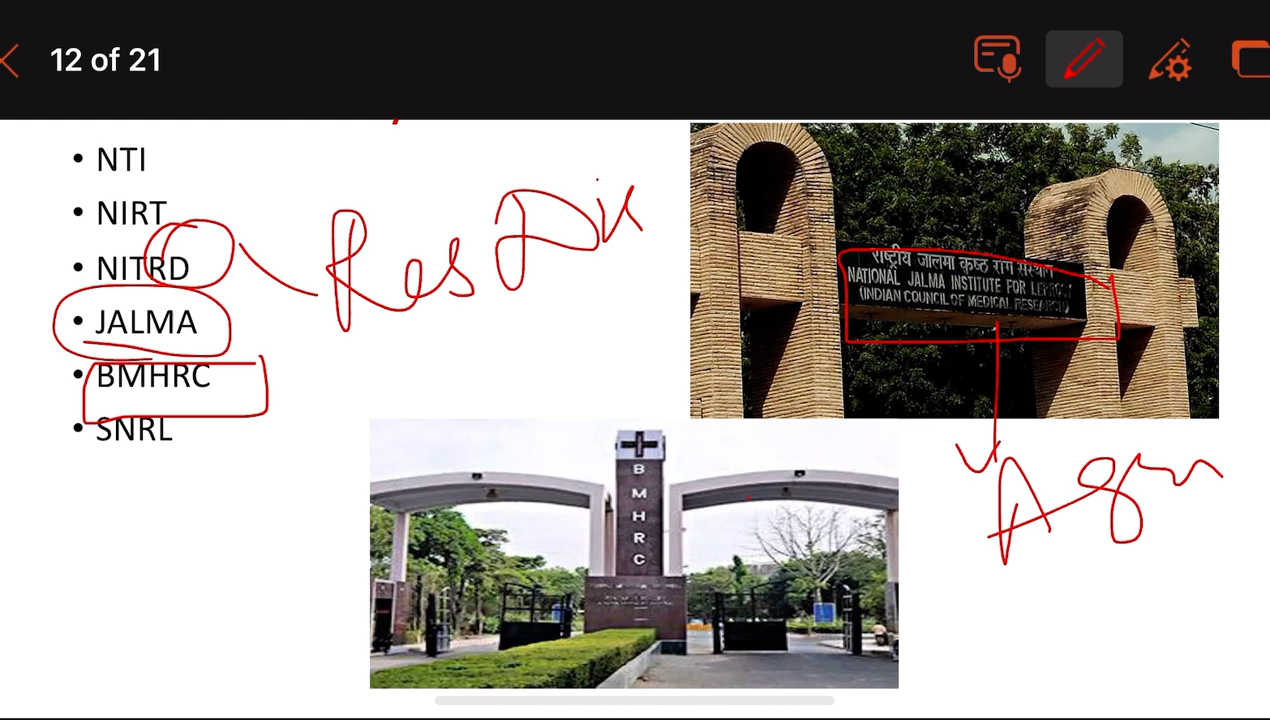 12 of 21
• NTI
• NIRT
• NITRD
• JALMA
• BMHRC
• SNRL
Res Dis
राष्ट्रीय जालमा कुष्ठ रोग संस्थान
NATIONAL JALMA INSTITUTE FOR
(INDIAN COUNCIL OF MEDICAL RESEARCH)
Agra
B
M
H
R
C